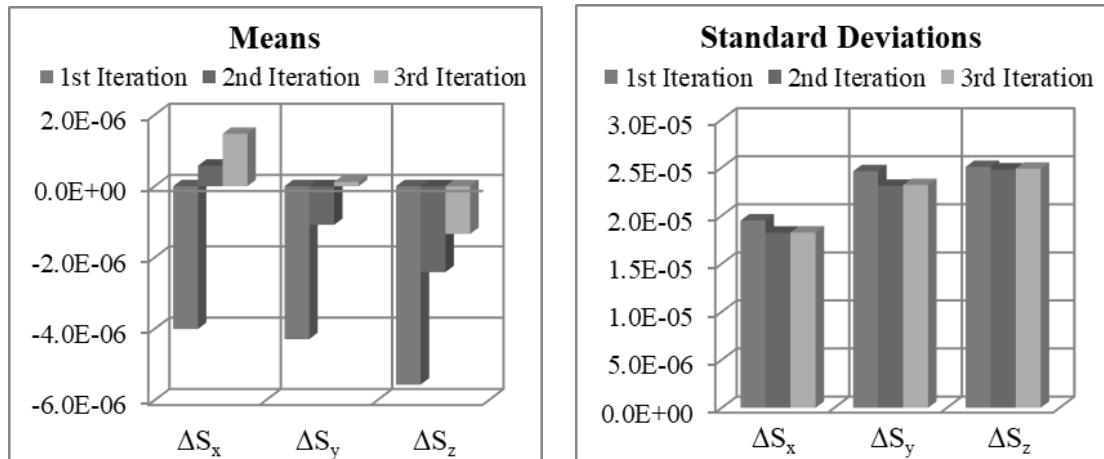 Means
1st Iteration 2nd Iteration 3rd Iteration
2.0E-06
0.0E+00
-2.0E-06
-4.0E-06
-6.0E-06
ΔSx ΔSy ΔSz
Standard Deviations
1st Iteration 2nd Iteration 3rd Iteration
3.0E-05
2.5E-05
2.0E-05
1.5E-05
1.0E-05
5.0E-06
0.0E+00
ΔSx ΔSy ΔSz